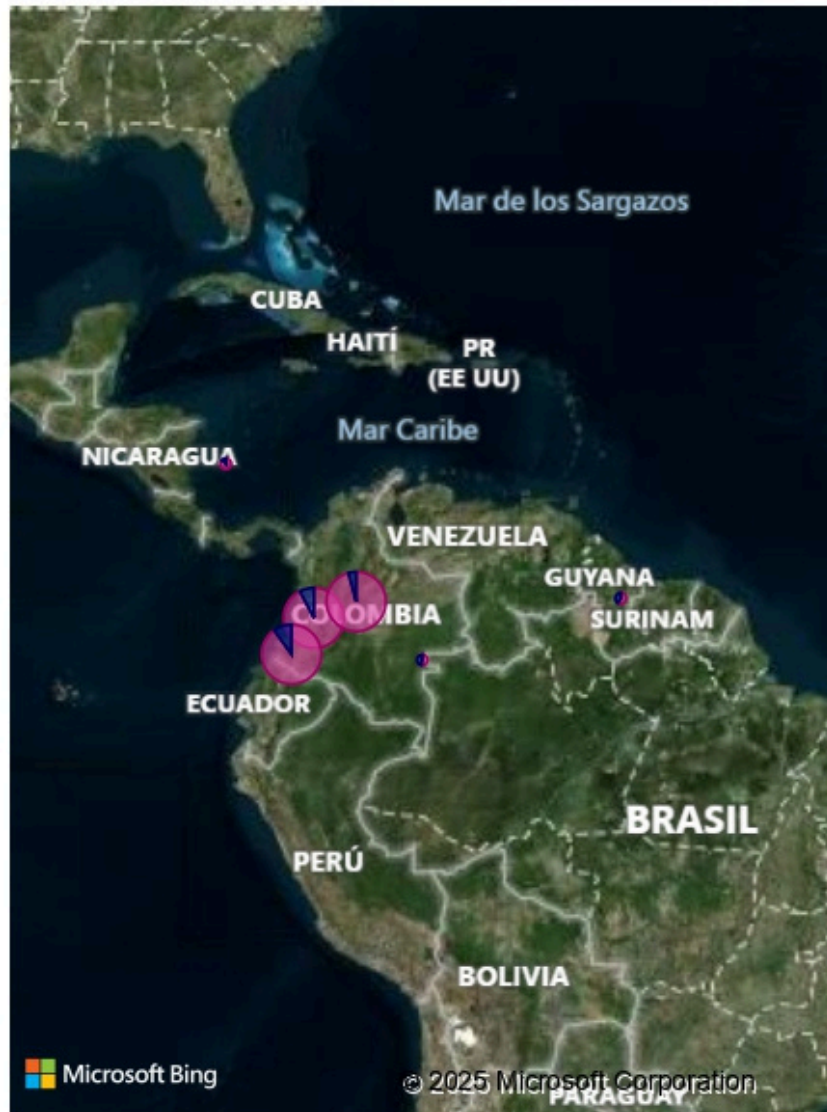 Mar de los Sargazos
CUBA
HAITÍ
PR
(EE UU)
Mar Caribe
NICARAGUA
VENEZUELA
GUYANA
COLOMBIA
SURINAM
ECUADOR
BRASIL
PERÚ
BOLIVIA
Microsoft Bing
© 2025 Microsoft Corporation
PARAGUAY